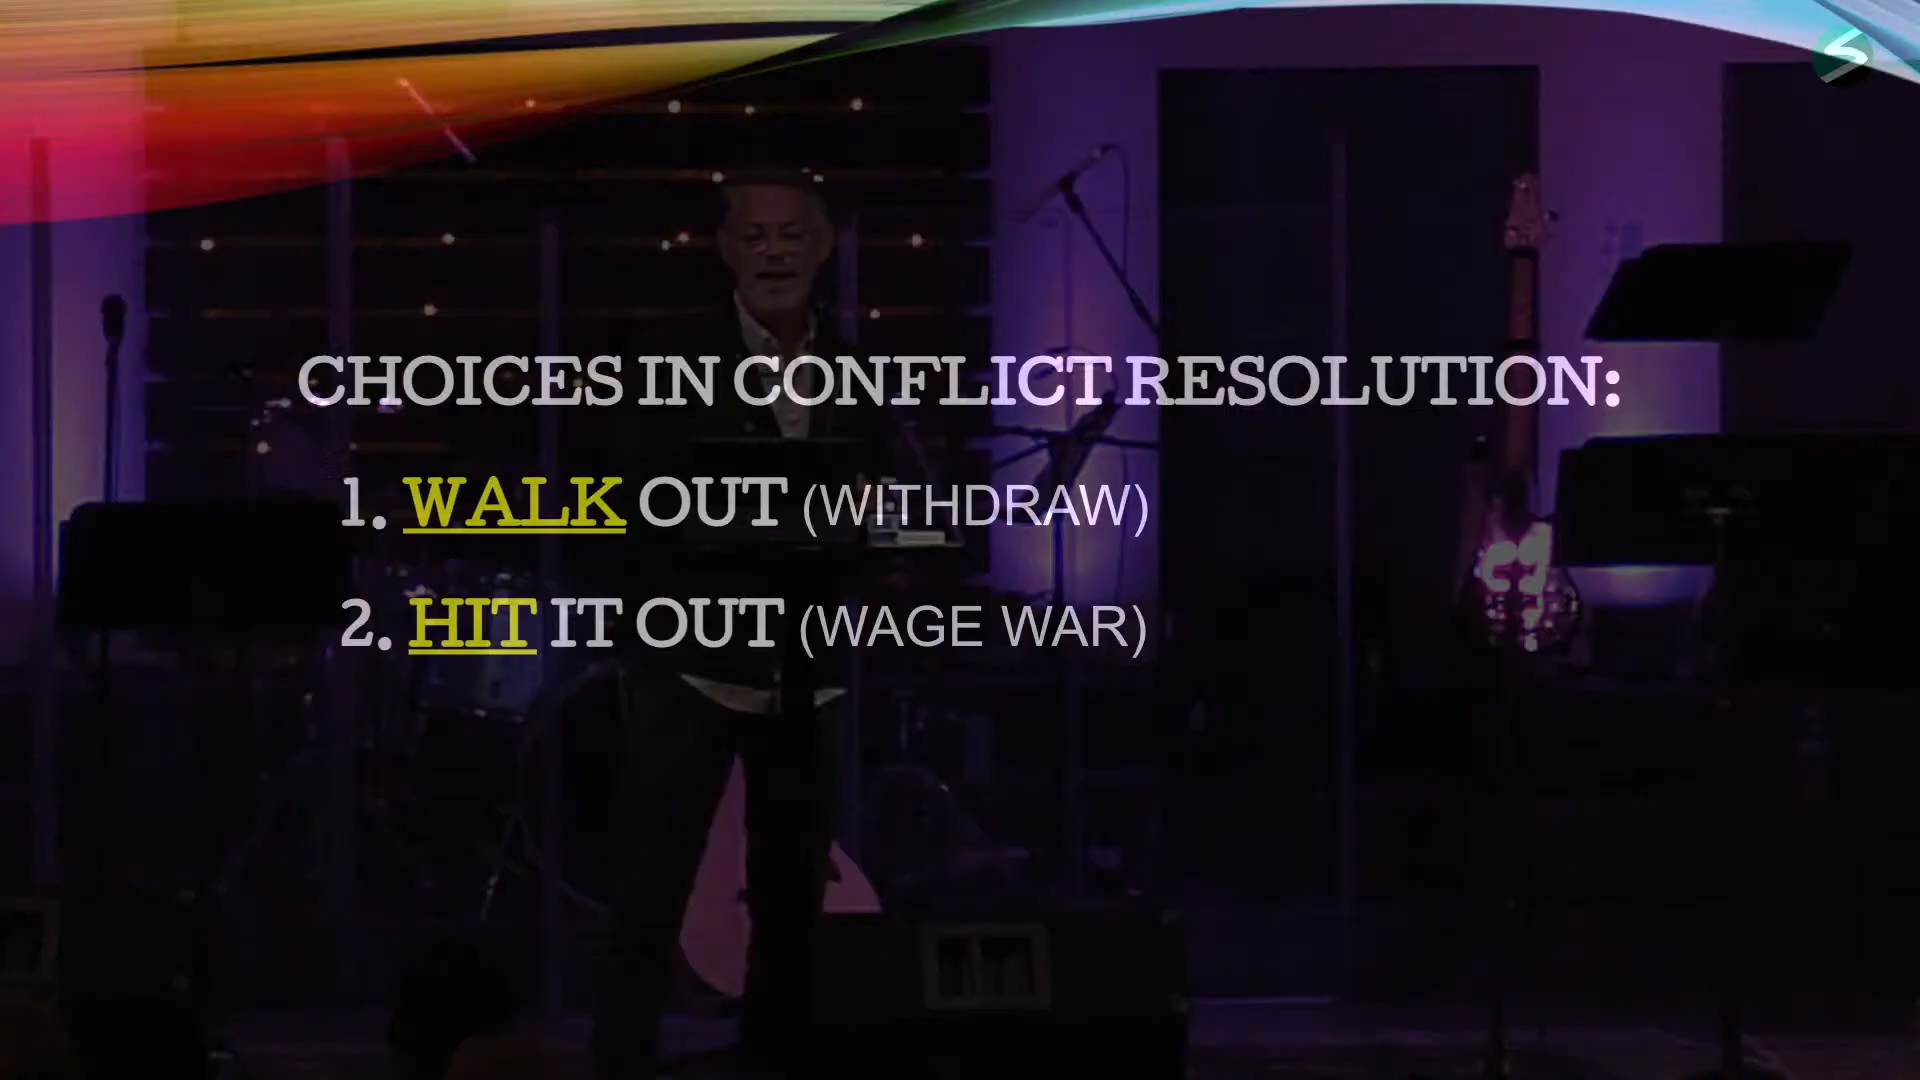 CHOICES IN CONFLICT RESOLUTION:
1. WALK OUT (WITHDRAW)
2. HIT IT OUT (WAGE WAR)